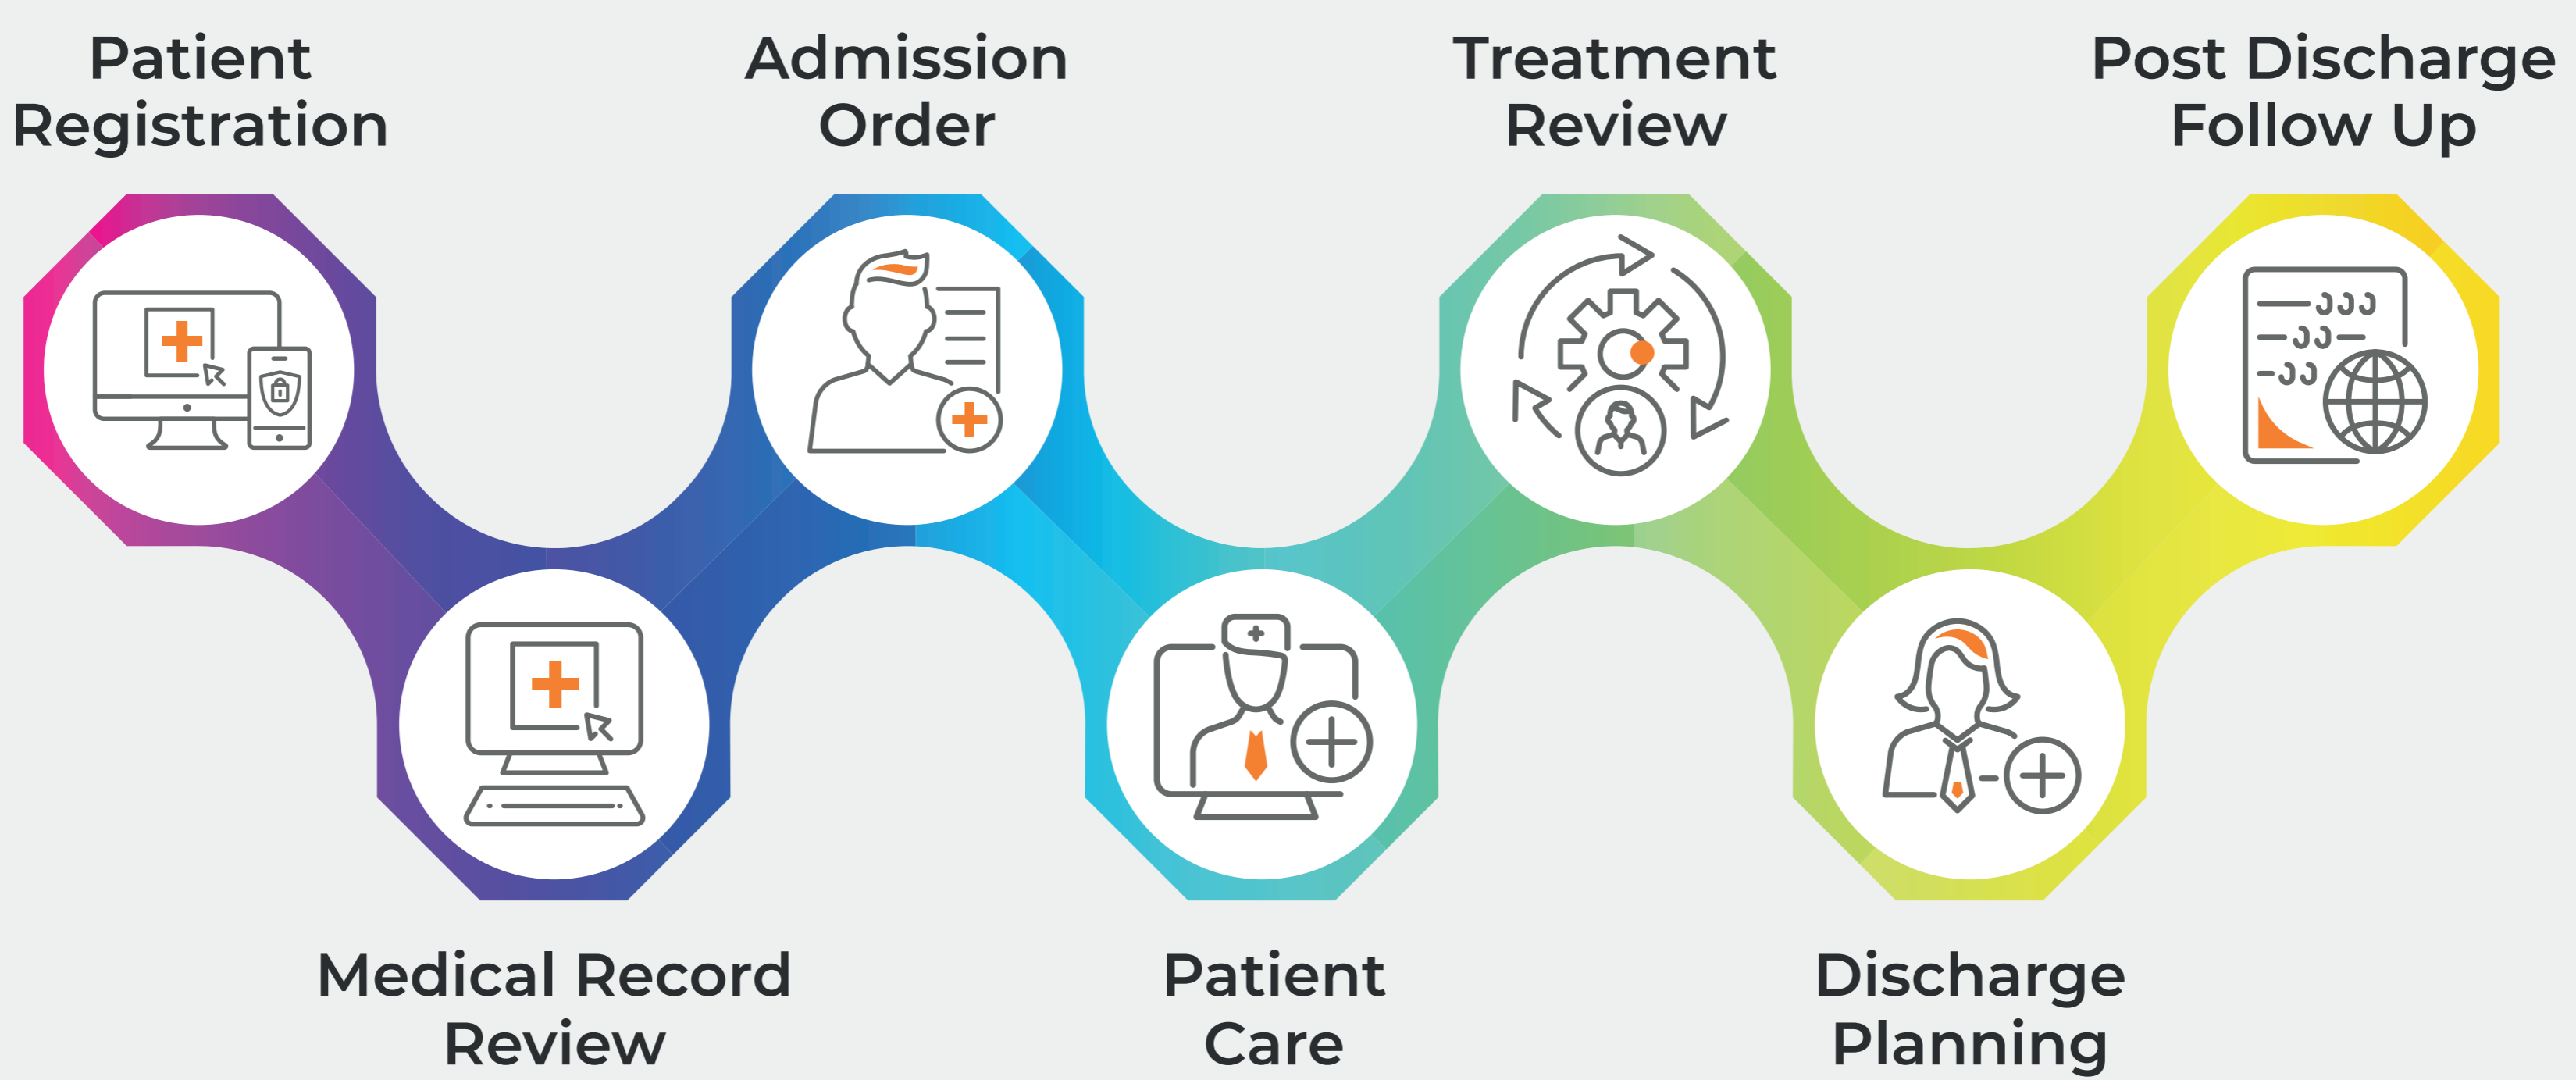 Patient
Registration
Admission
Order
Treatment
Review
Post Discharge
Follow Up
Medical Record
Review
Patient
Care
Discharge
Planning